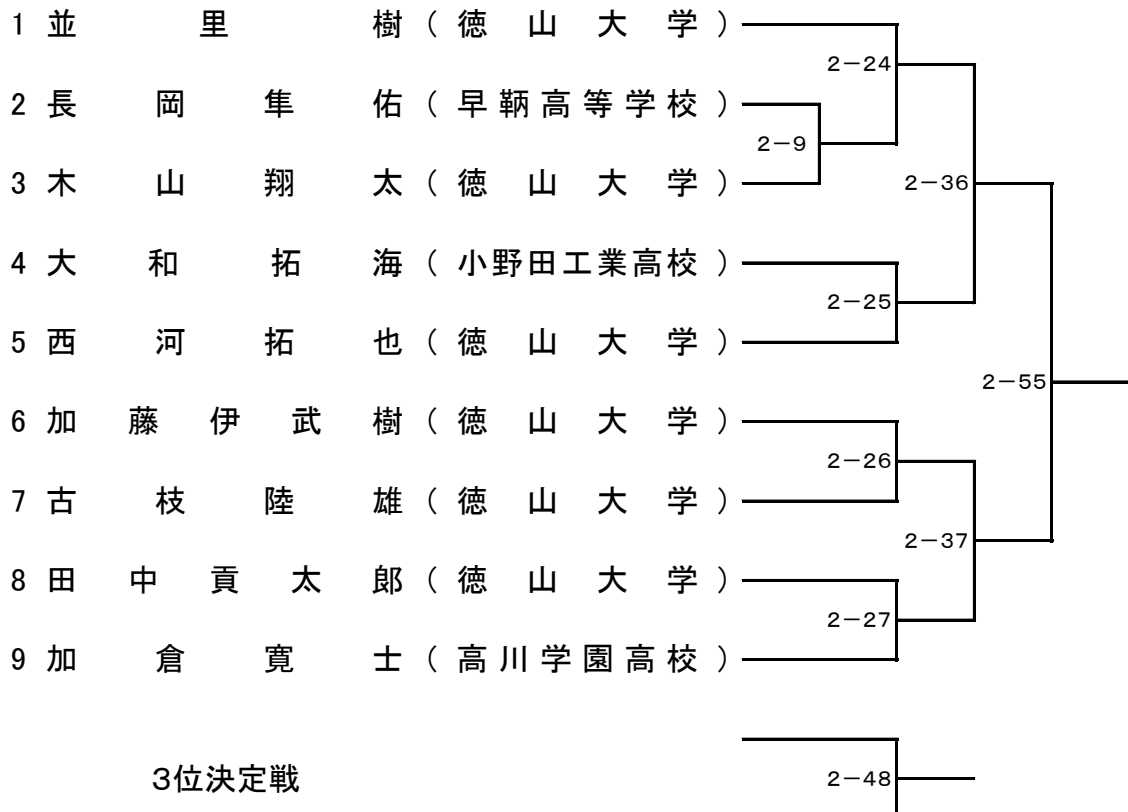 1 並里樹 （徳山大学）
2－24
2 長岡隼佑 （早鞆高等学校）
2－9
3 木山翔太 （徳山大学）
2－36
4 大和拓海 （小野田工業高校）
2－25
5 西河拓也 （徳山大学）
2－55
6 加藤伊武樹 （徳山大学）
2－26
7 古枝陸雄 （徳山大学）
2－37
8 田中貢太郎 （徳山大学）
2－27
9 加倉寛士 （高川学園高校）
3位決定戦 2－48